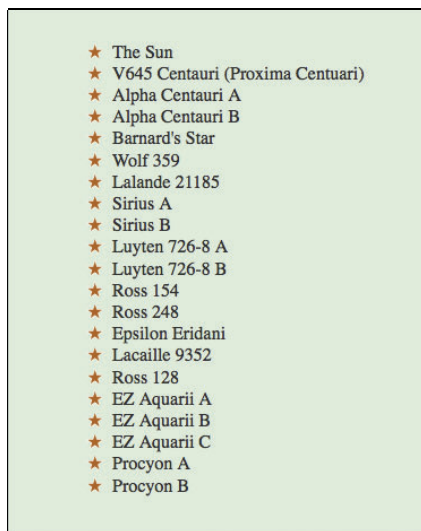 The Sun
V645 Centauri (Proxima Centuari)
Alpha Centauri A
Alpha Centauri B
Barnard's Star
Wolf 359
Lalande 21185
Sirius A
Sirius B
Luyten 726-8 A
Luyten 726-8 B
Ross 154
Ross 248
Epsilon Eridani
Lacaille 9352
Ross 128
EZ Aquarii A
EZ Aquarii B
EZ Aquarii C
Procyon A
Procyon B